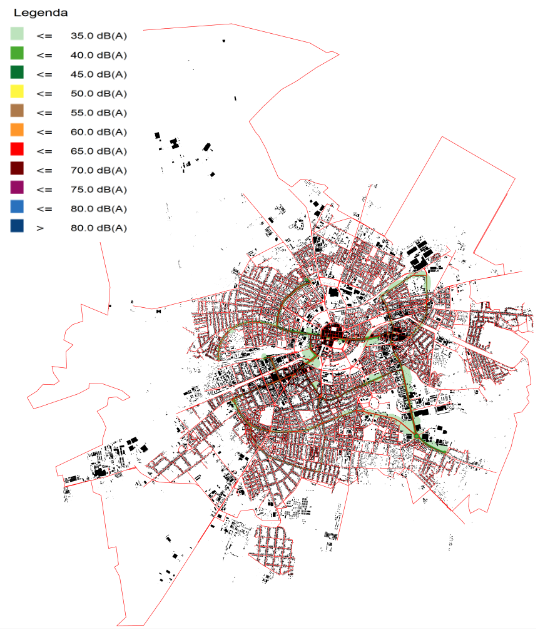 Legenda
<= 35.0 dB(A)
<= 40.0 dB(A)
<= 45.0 dB(A)
<= 50.0 dB(A)
<= 55.0 dB(A)
<= 60.0 dB(A)
<= 65.0 dB(A)
<= 70.0 dB(A)
<= 75.0 dB(A)
<= 80.0 dB(A)
> 80.0 dB(A)